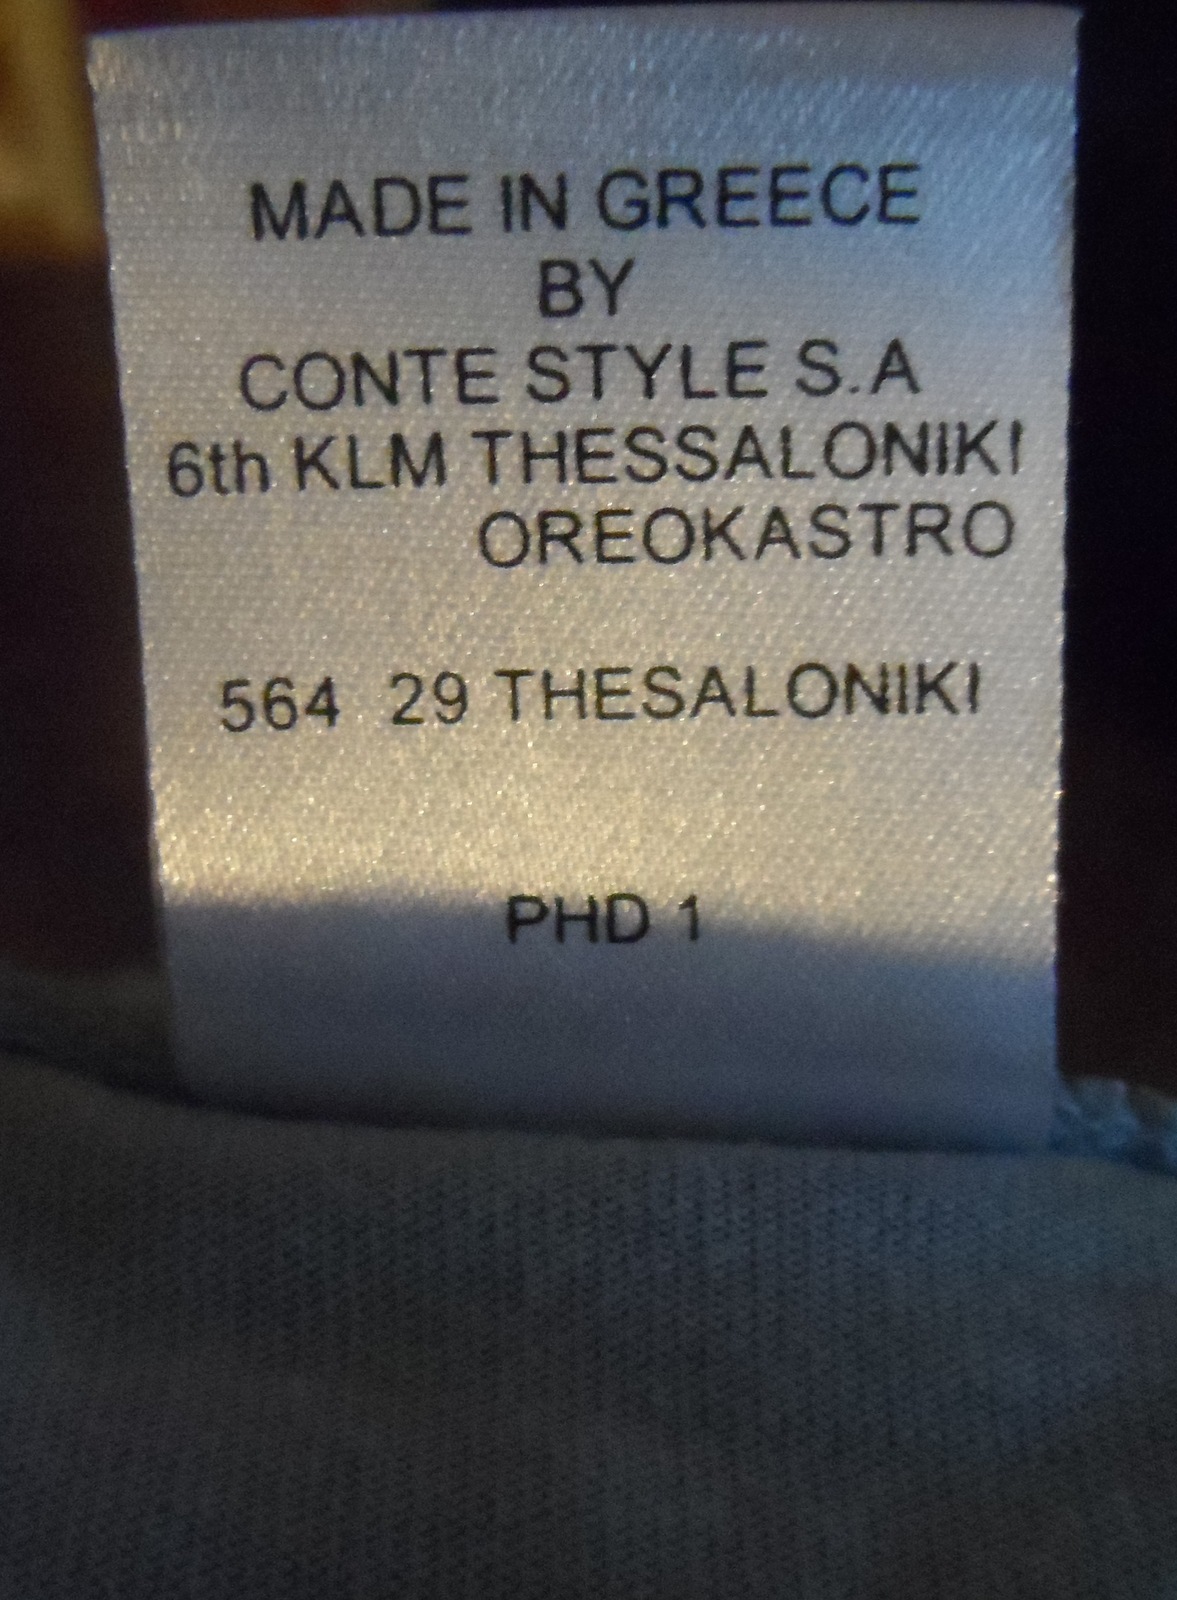 MADE IN GREECE
BY
CONTE STYLE S.A
6th KLM THESSALONIKI
OREOKASTRO
564 29 THESALONIKI
PHD 1